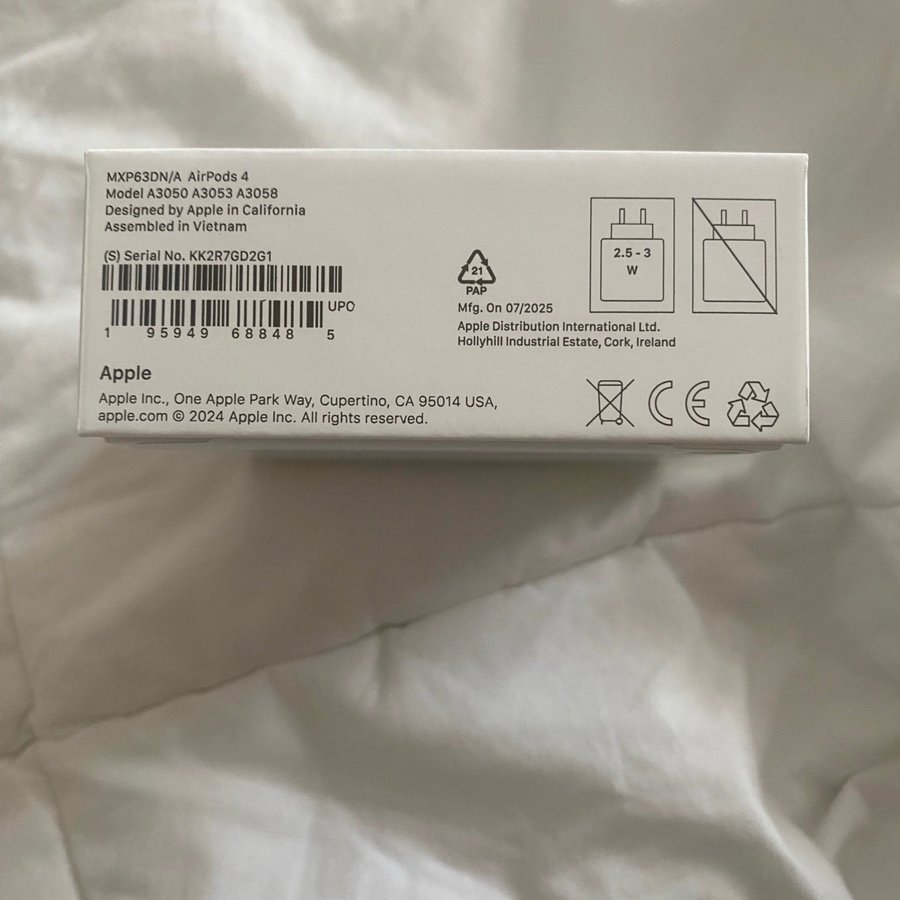 MXP63DN/A AirPods 4
Model A3050 A3053 A3058
Designed by Apple in California
Assembled in Vietnam
(S) Serial No. KK2R7GD2G1
UPC
1 95949 68848 5
Apple
Apple Inc., One Apple Park Way, Cupertino, CA 95014 USA,
apple.com © 2024 Apple Inc. All rights reserved.
21
PAP
Mfg. On 07/2025
Apple Distribution International Ltd.
Hollyhill Industrial Estate, Cork, Ireland
2.5 - 3
W
CE